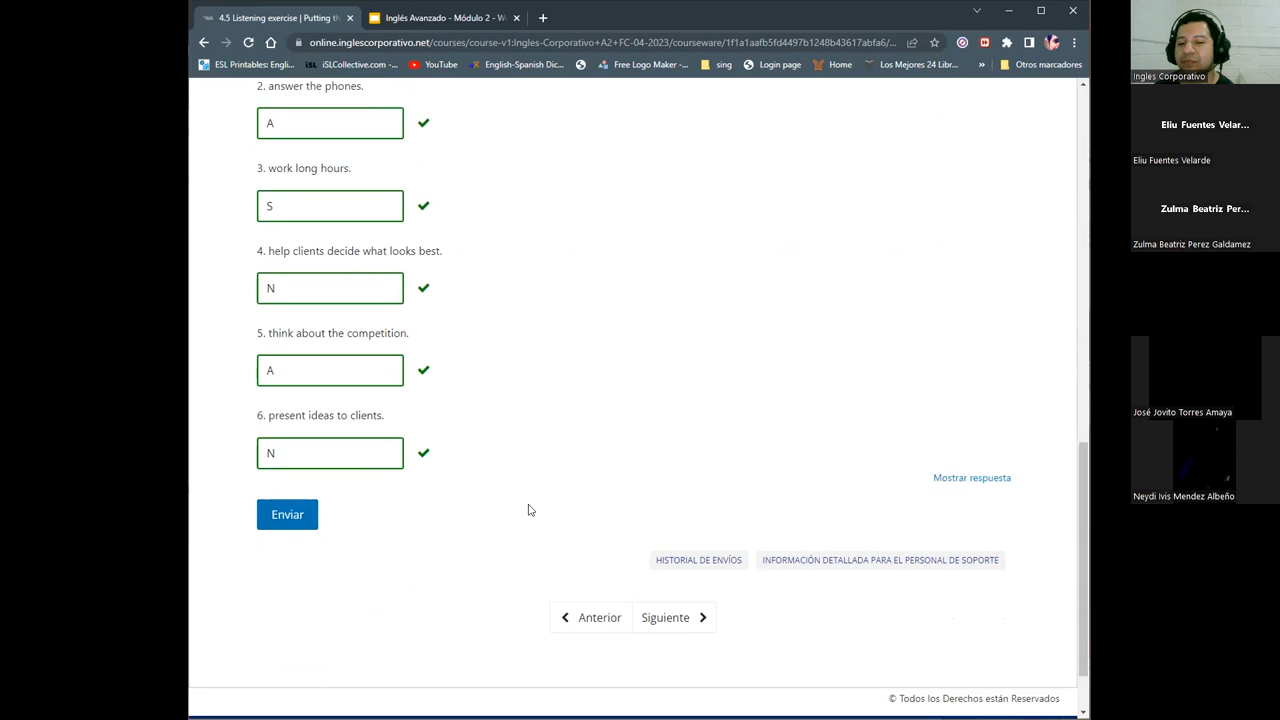 4.5 Listening exercise | Putting th
Inglés Avanzado - Módulo 2 - W
online.inglescorporativo.net/courses/course-v1:Ingles-Corporativo+A2+FC-04-2023/courseware/1f1a1aafb5fd4497b1248b43617abfa6/...
ESL Printables: Engli...
iSLCollective.com -...
YouTube
English-Spanish Dic...
Free Logo Maker -...
sing
Login page
Home
Los Mejores 24 Libr...
Otros marcadores
2. answer the phones.
A
3. work long hours.
S
4. help clients decide what looks best.
N
5. think about the competition.
A
6. present ideas to clients.
N
Mostrar respuesta
Enviar
HISTORIAL DE ENVÍOS
INFORMACIÓN DETALLADA PARA EL PERSONAL DE SOPORTE
Anterior
Siguiente
© Todos los Derechos están Reservados
Ingles Corporativo
Eliu Fuentes Velar...
Eliu Fuentes Velarde
Zulma Beatriz Per...
Zulma Beatriz Perez Galdamez
José Jovito Torres Amaya
Neydi Ivis Mendez Albeño